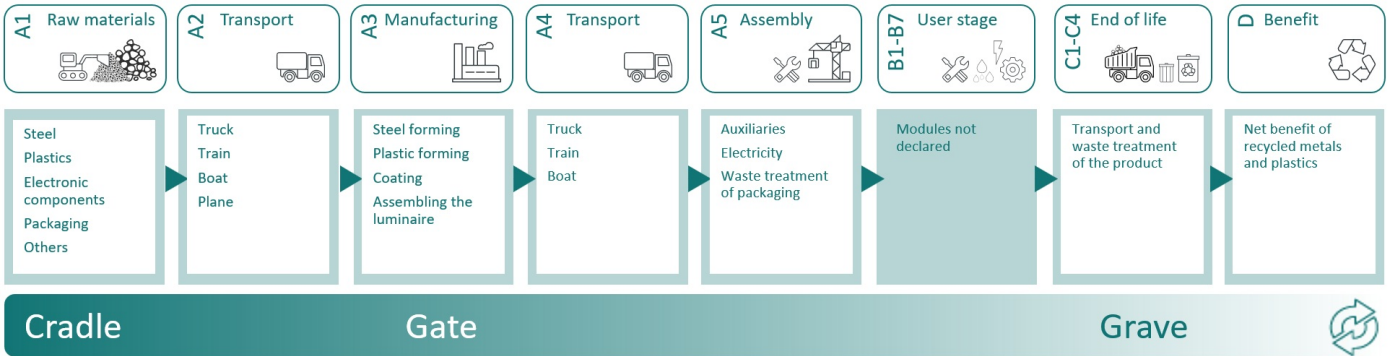 A1 Raw materials
A2 Transport
A3 Manufacturing
A4 Transport
A5 Assembly
B1-B7 User stage
C1-C4 End of life
D Benefit
Steel
Plastics
Electronic
components
Packaging
Others
Truck
Train
Boat
Plane
Steel forming
Plastic forming
Coating
Assembling the
luminaire
Truck
Train
Boat
Auxiliaries
Electricity
Waste treatment
of packaging
Modules not
declared
Transport and
waste treatment
of the product
Net benefit of
recycled metals
and plastics
Cradle
Gate
Grave